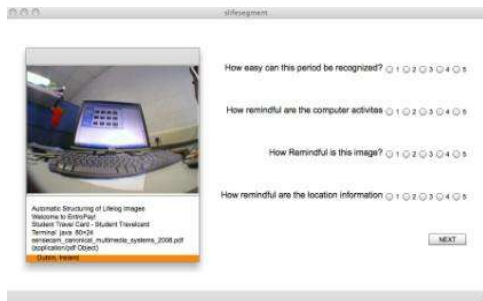 slifesegment
How easy can this period be recognized? 1 2 3 4 5
How remindful are the computer activites 1 2 3 4 5
How Remindful is this image? 1 2 3 4 5
How remindful are the location information 1 2 3 4 5
NEXT
Automatic Structuring of Lifelog Images
Welcome to EntroPay!
Student Travel Card - Student Travelcard
Terminal java 80×24
sensecam_canonical_multimedia_systems_2008.pdf
(application/pdf Object)
Dublin, Ireland